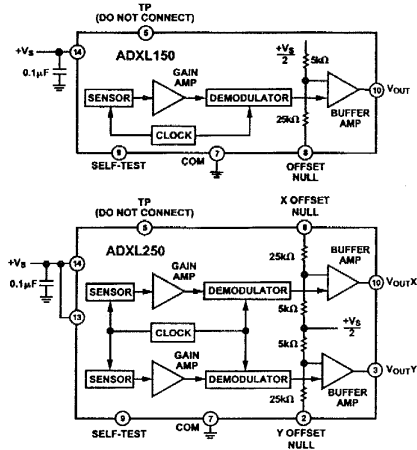 TP
(DO NOT CONNECT)
5
+VS
14
0.1µF
ADXL150
GAIN
AMP
SENSOR
DEMODULATOR
CLOCK
+VS
2
5kΩ
25kΩ
BUFFER
AMP
10
VOUT
9
SELF-TEST
COM
7
8
OFFSET
NULL
TP
(DO NOT CONNECT)
5
X OFFSET
NULL
8
+VS
14
0.1µF
13
ADXL250
GAIN
AMP
SENSOR
DEMODULATOR
25kΩ
BUFFER
AMP
10
VOUTX
5kΩ
CLOCK
+VS
2
5kΩ
GAIN
AMP
SENSOR
DEMODULATOR
3
VOUTY
BUFFER
AMP
25kΩ
9
SELF-TEST
COM
7
2
Y OFFSET
NULL